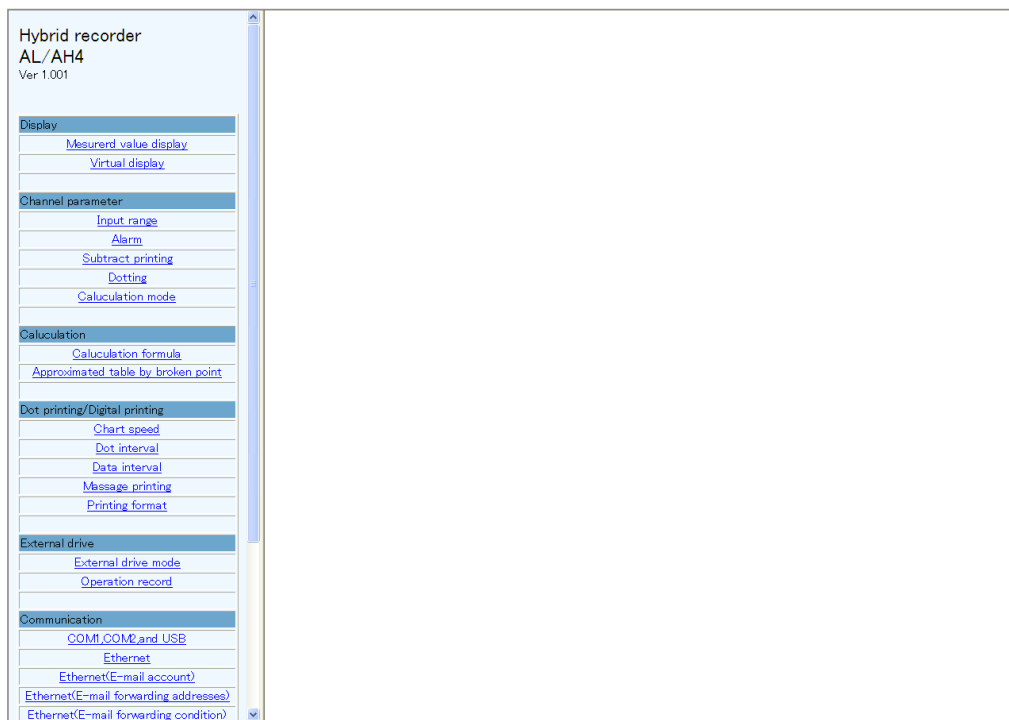 Hybrid recorder
AL/AH4
Ver 1.001
Display
Mesurerd value display
Virtual display
Channel parameter
Input range
Alarm
Subtract printing
Dotting
Caluculation mode
Caluculation
Caluculation formula
Approximated table by broken point
Dot printing/Digital printing
Chart speed
Dot interval
Data interval
Massage printing
Printing format
External drive
External drive mode
Operation record
Communication
COM1,COM2,and USB
Ethernet
Ethernet(E-mail account)
Ethernet(E-mail forwarding addresses)
Ethernet(E-mail forwarding condition)